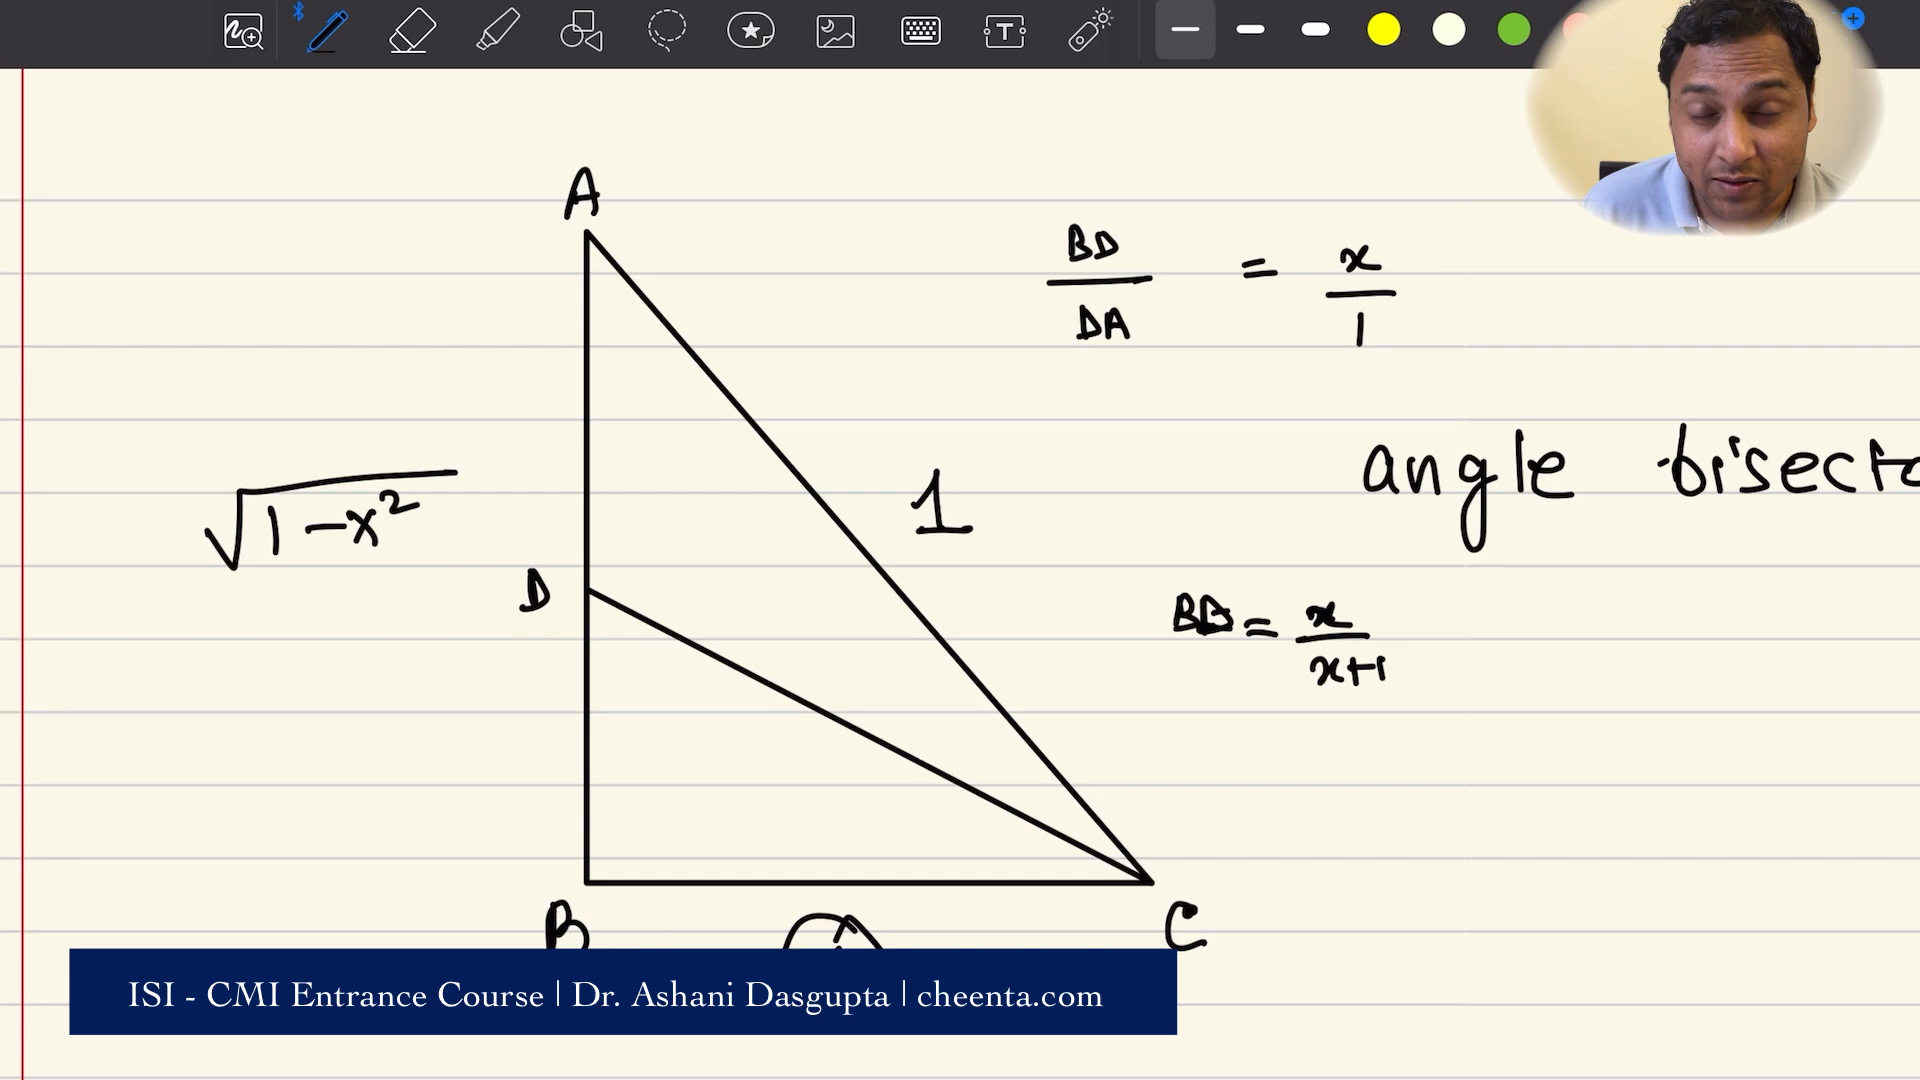 A
BD
DA
=
x
1
√1-x²
1
angle bisecto
D
BD = x
x+1
B
C
T
ISI - CMI Entrance Course | Dr. Ashani Dasgupta | cheenta.com